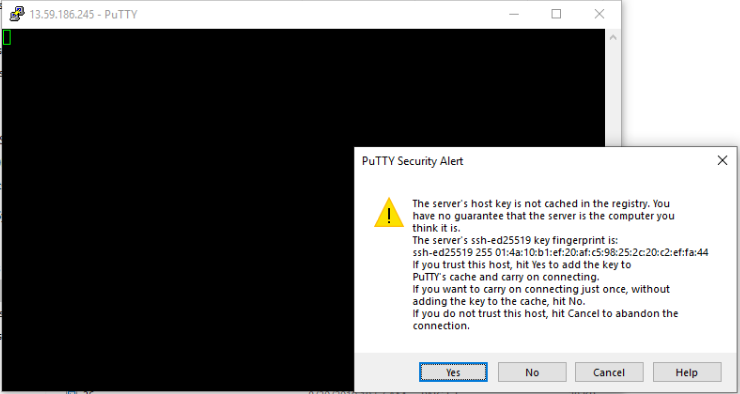 13.59.186.245 - PuTTY
PuTTY Security Alert
The server's host key is not cached in the registry. You
have no guarantee that the server is the computer you
think it is.
The server's ssh-ed25519 key fingerprint is:
ssh-ed25519 255 01:4a:10:b1:ef:20:af:c5:98:25:2c:20:c2:ef:fa:44
If you trust this host, hit Yes to add the key to
PuTTY's cache and carry on connecting.
If you want to carry on connecting just once, without
adding the key to the cache, hit No.
If you do not trust this host, hit Cancel to abandon the
connection.
Yes No Cancel Help